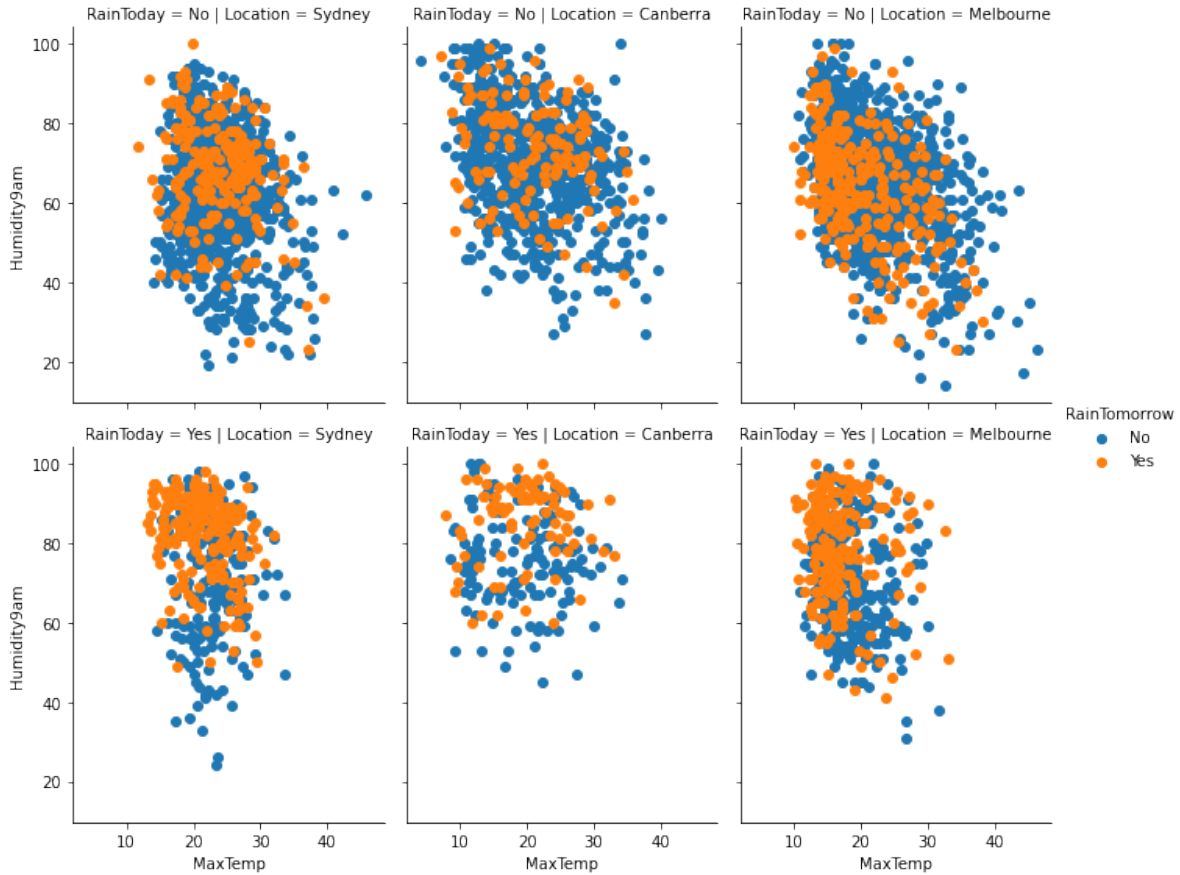 RainToday = No | Location = Sydney
RainToday = No | Location = Canberra
RainToday = No | Location = Melbourne
100
80
60
40
20
Humidity9am
RainToday = Yes | Location = Sydney
RainToday = Yes | Location = Canberra
RainToday = Yes | Location = Melbourne
RainTomorrow
No
Yes
100
80
60
40
20
Humidity9am
10 20 30 40
10 20 30 40
10 20 30 40
MaxTemp
MaxTemp
MaxTemp